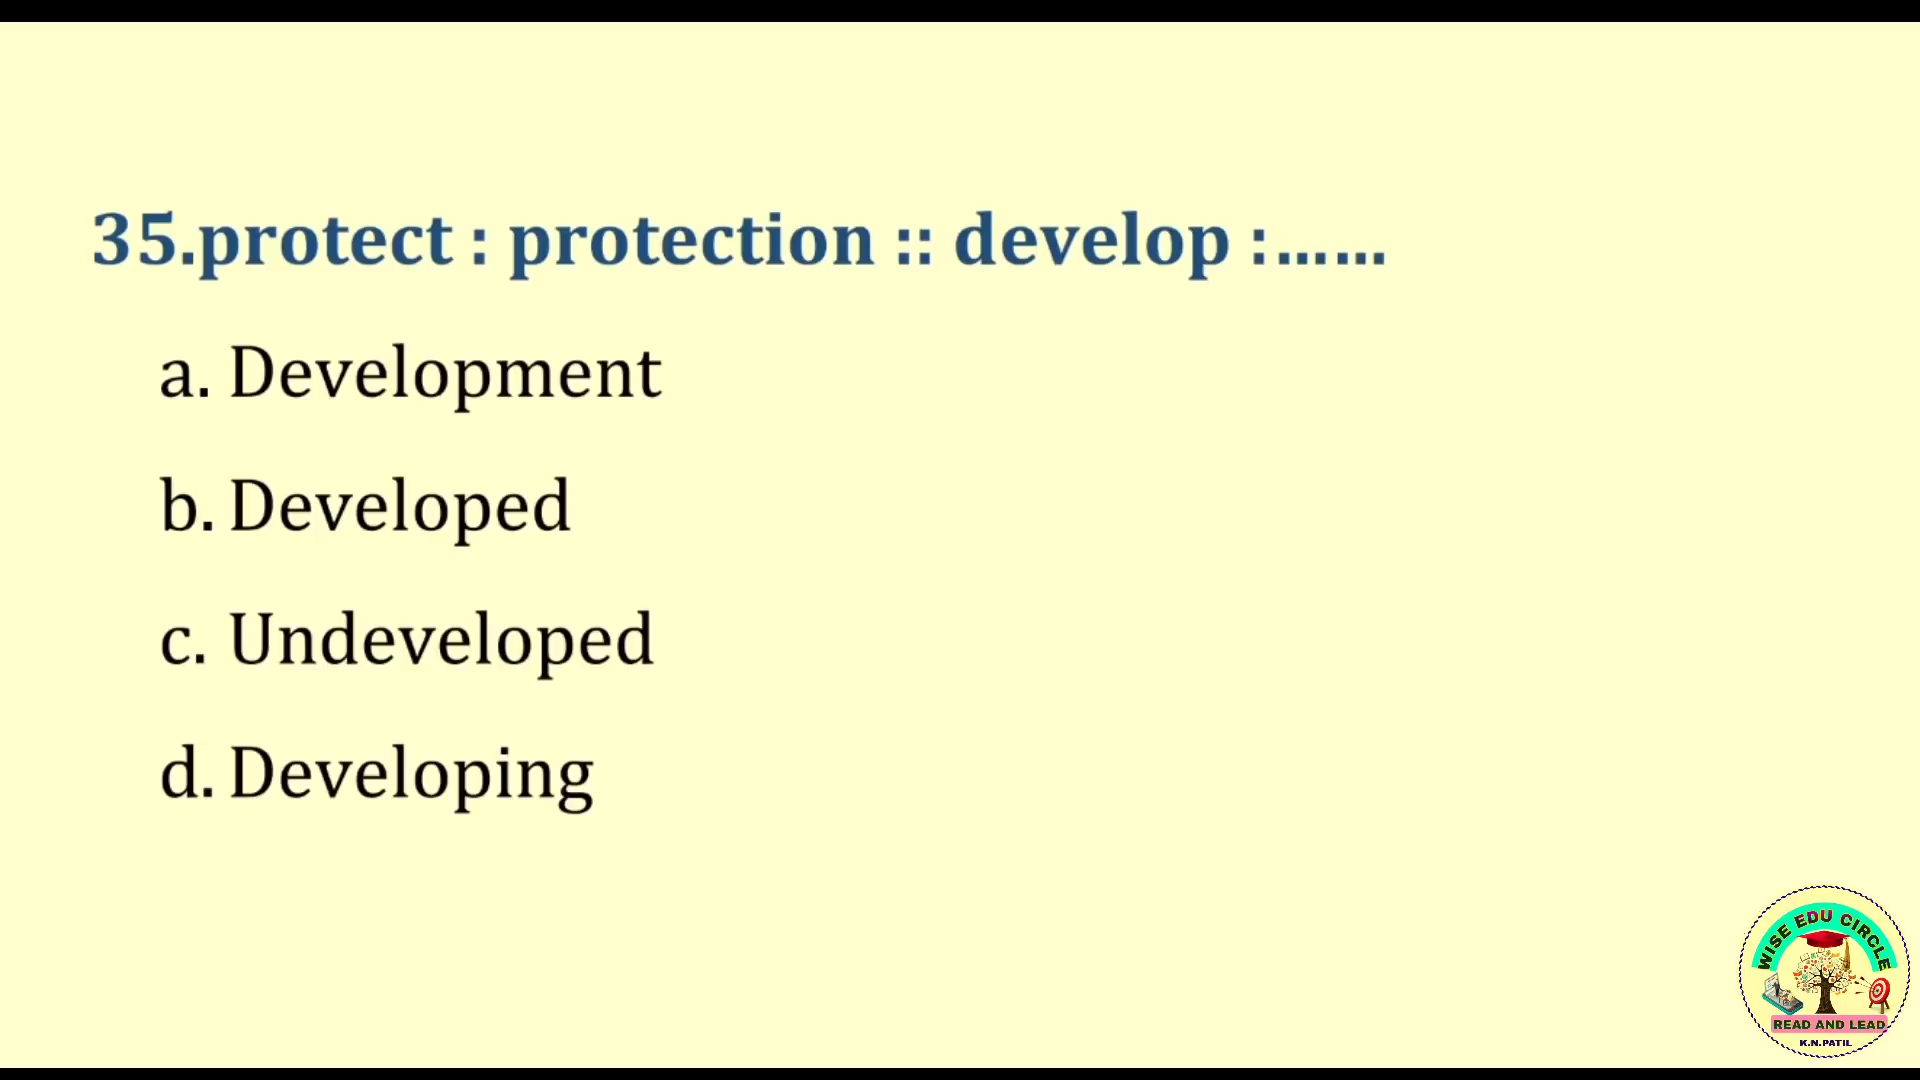 35.protect : protection :: develop :......
a. Development
b. Developed
c. Undeveloped
d. Developing
WISE EDU CIRCLE
READ AND LEAD
K.N.PATIL